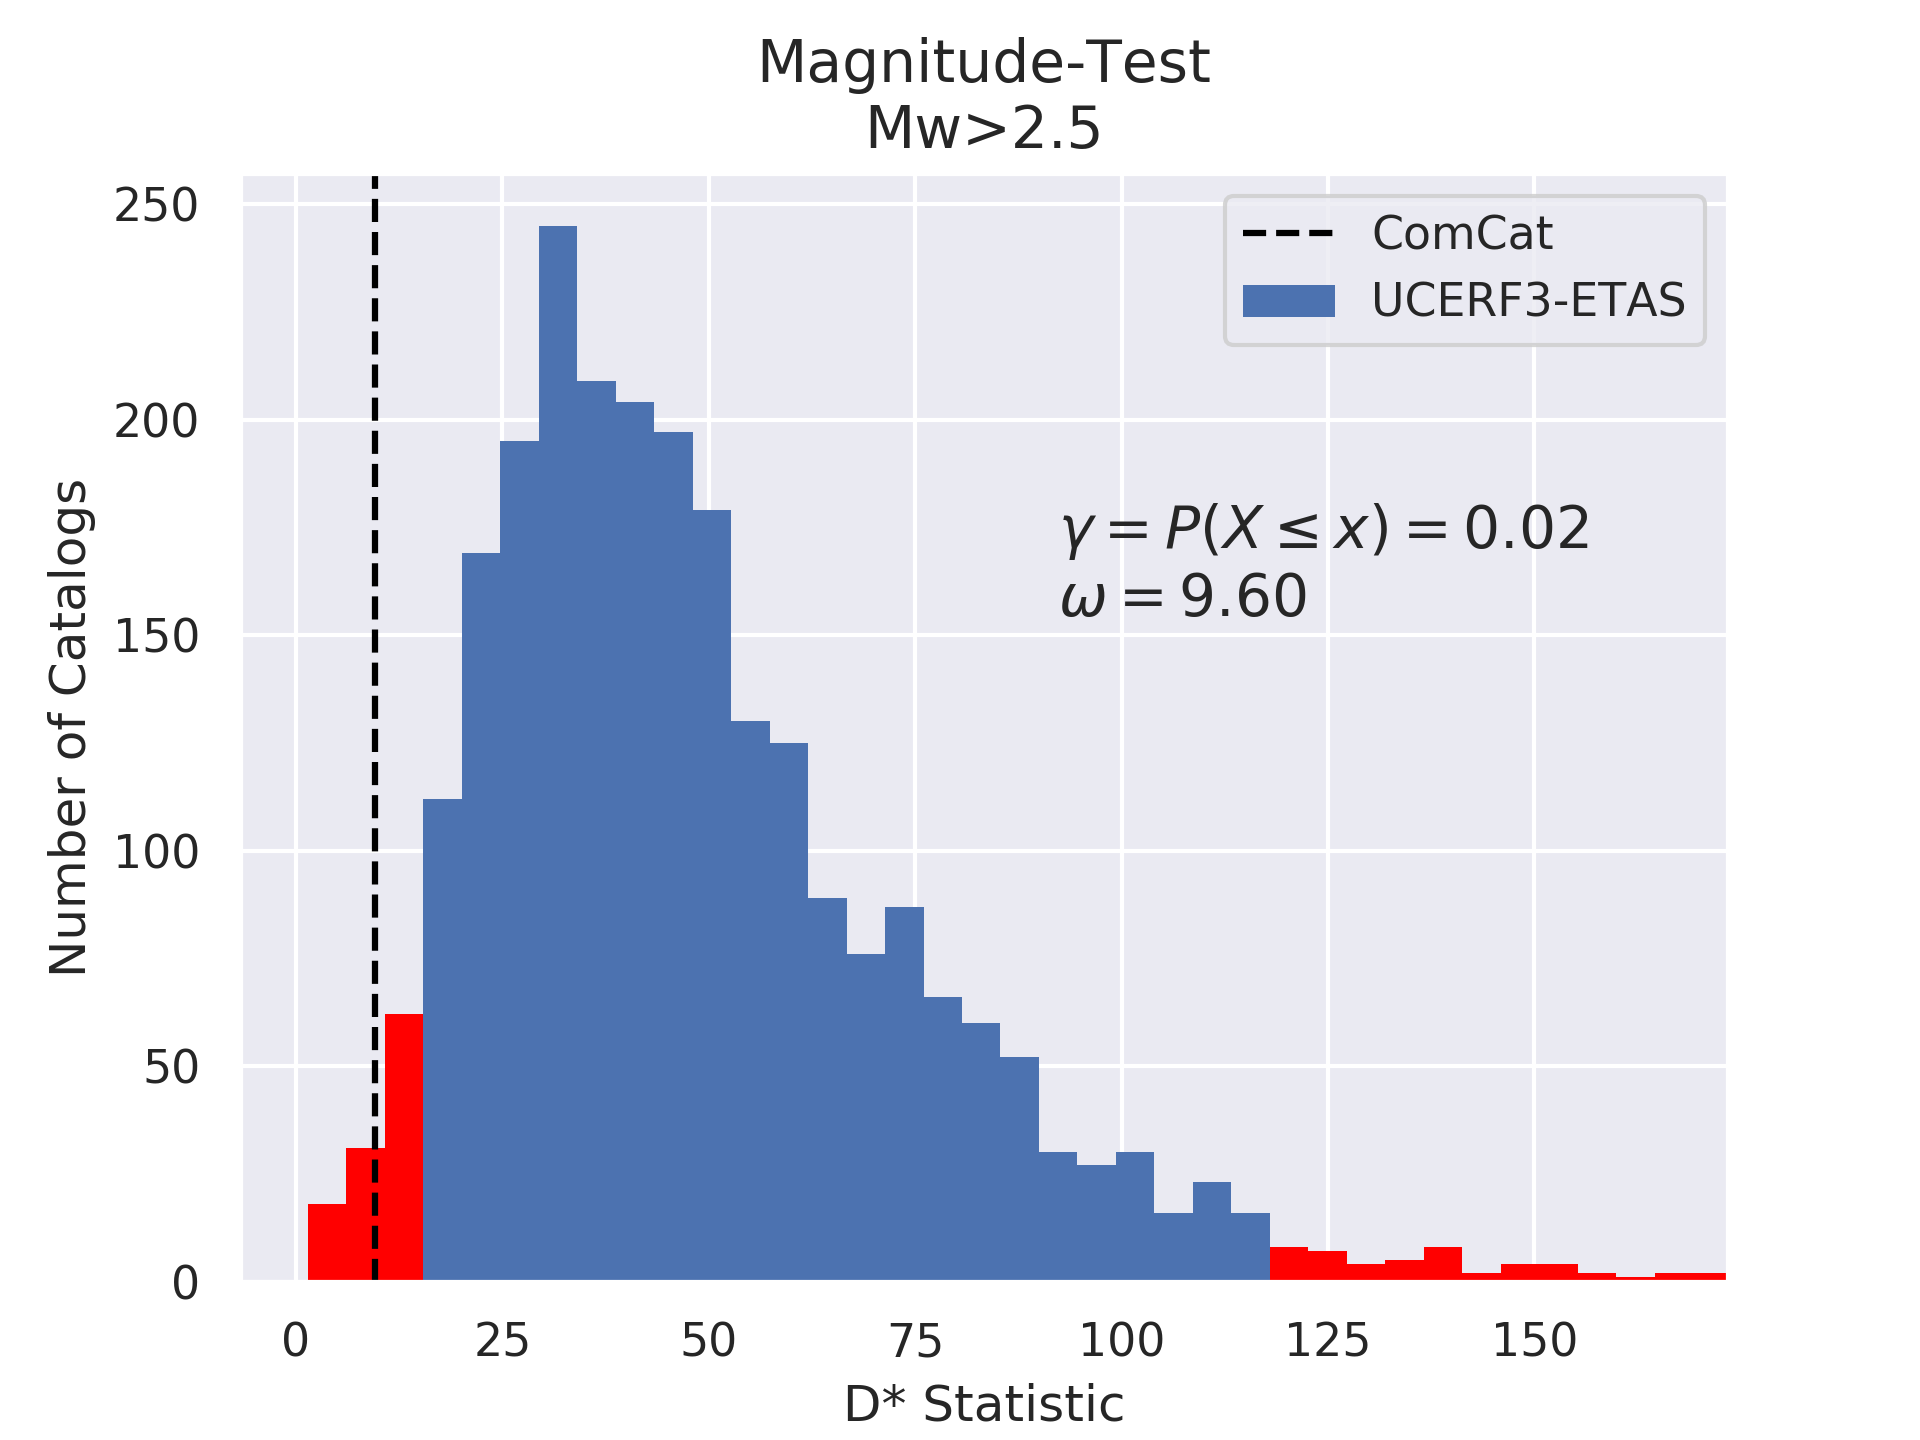 Magnitude-Test
Mw>2.5
250
200
150
100
50
0
Number of Catalogs
ComCat
UCERF3-ETAS
γ = P(X ≤ x) = 0.02
ω = 9.60
0 25 50 75 100 125 150
D* Statistic